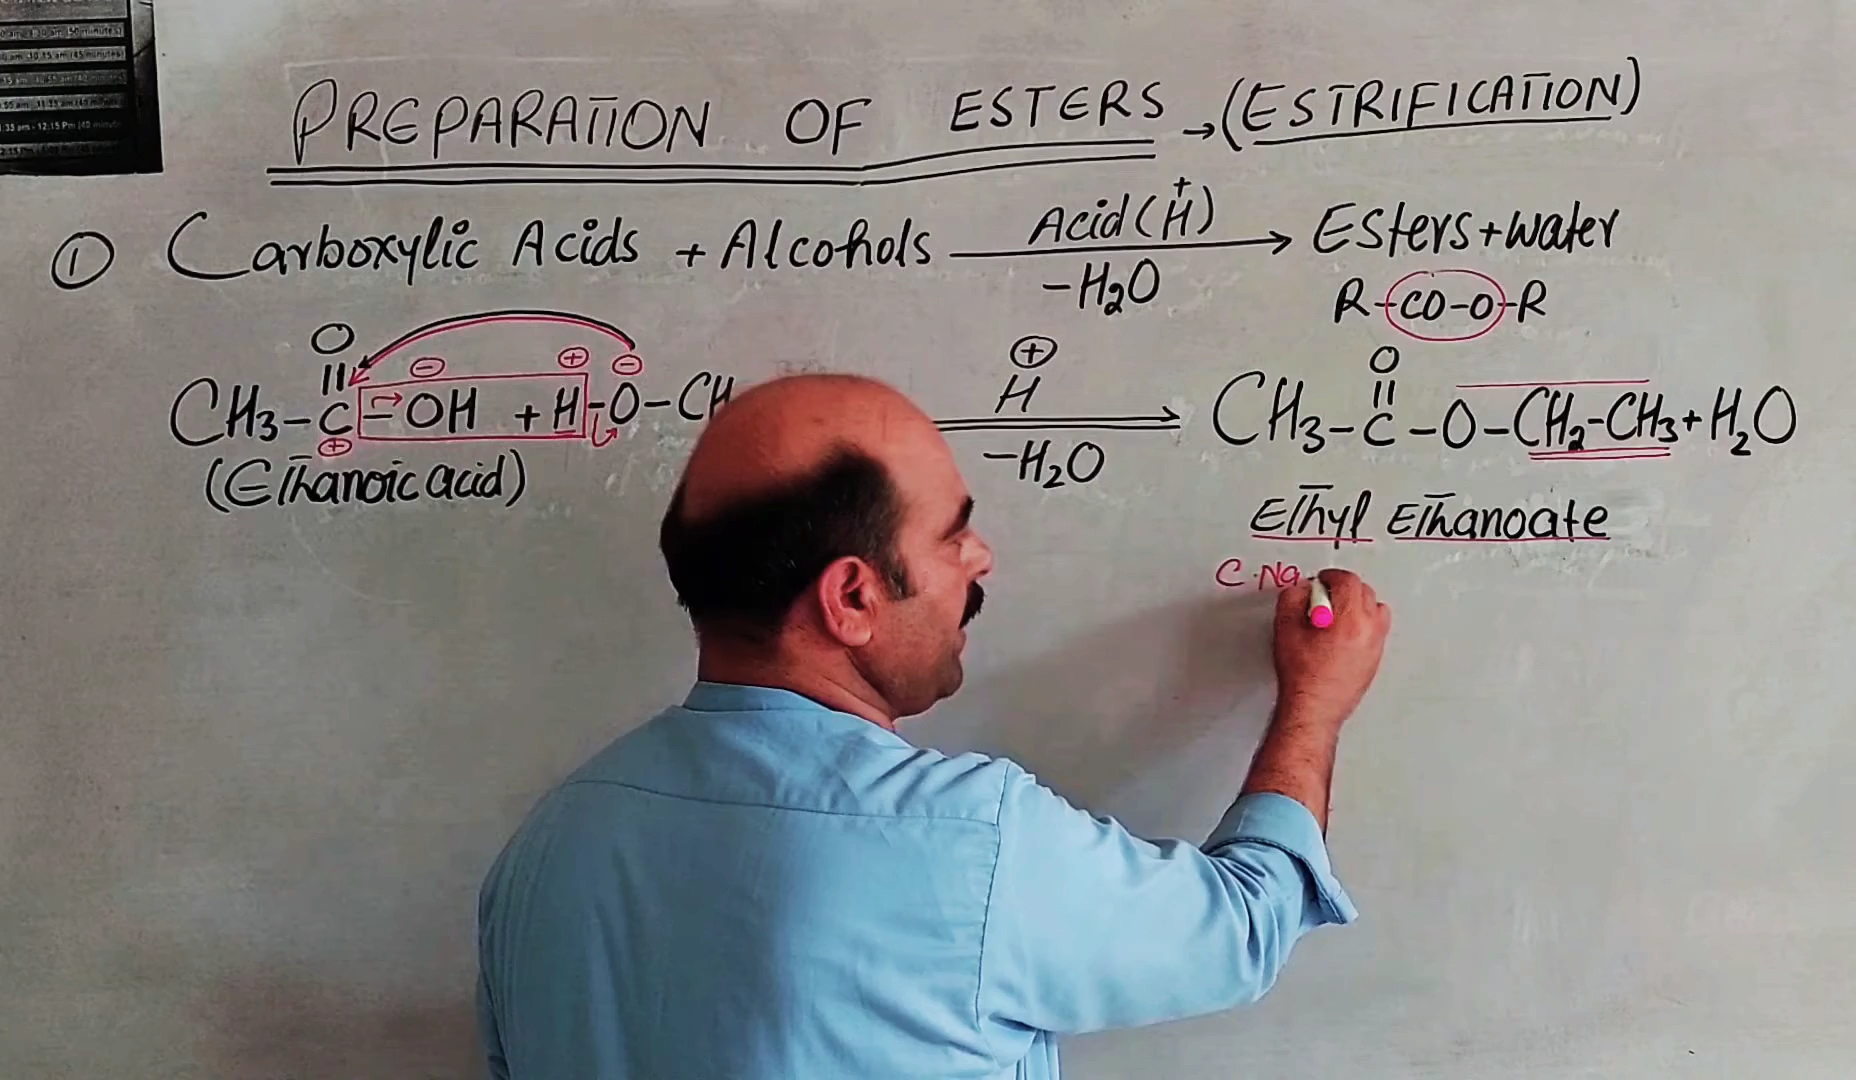 PREPARATION OF ESTERS → (ESTRIFICATION)
① Carboxylic Acids + Alcohols Acid (H⁺) → Esters + water
-H₂O
R-CO-O-R
O O
⊖ ⊕ ⊖ ⊕
CH₃-C-OH + H-O-CH H CH₃-C-O-CH₂-CH₃ + H₂O
⊕ -H₂O
(Ethanoic acid)
Ethyl Ethanoate
C.Na